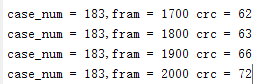 case_num = 183,fram = 1700 crc = 62
case_num = 183,fram = 1800 crc = 63
case_num = 183,fram = 1900 crc = 66
case_num = 183,fram = 2000 crc = 72